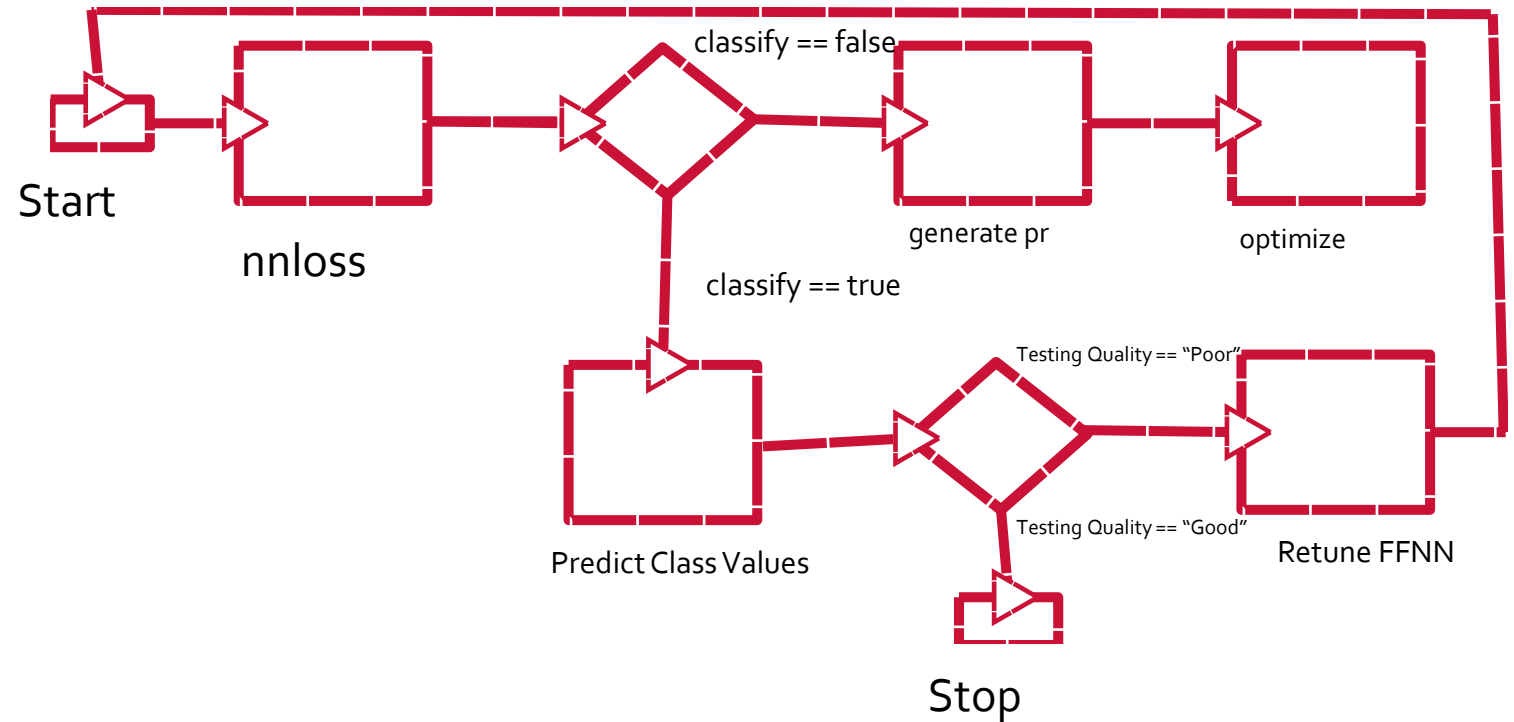 classify == false
Start
nnloss
generate pr
optimize
classify == true
Testing Quality == “Poor”
Testing Quality == “Good”
Predict Class Values
Retune FFNN
Stop